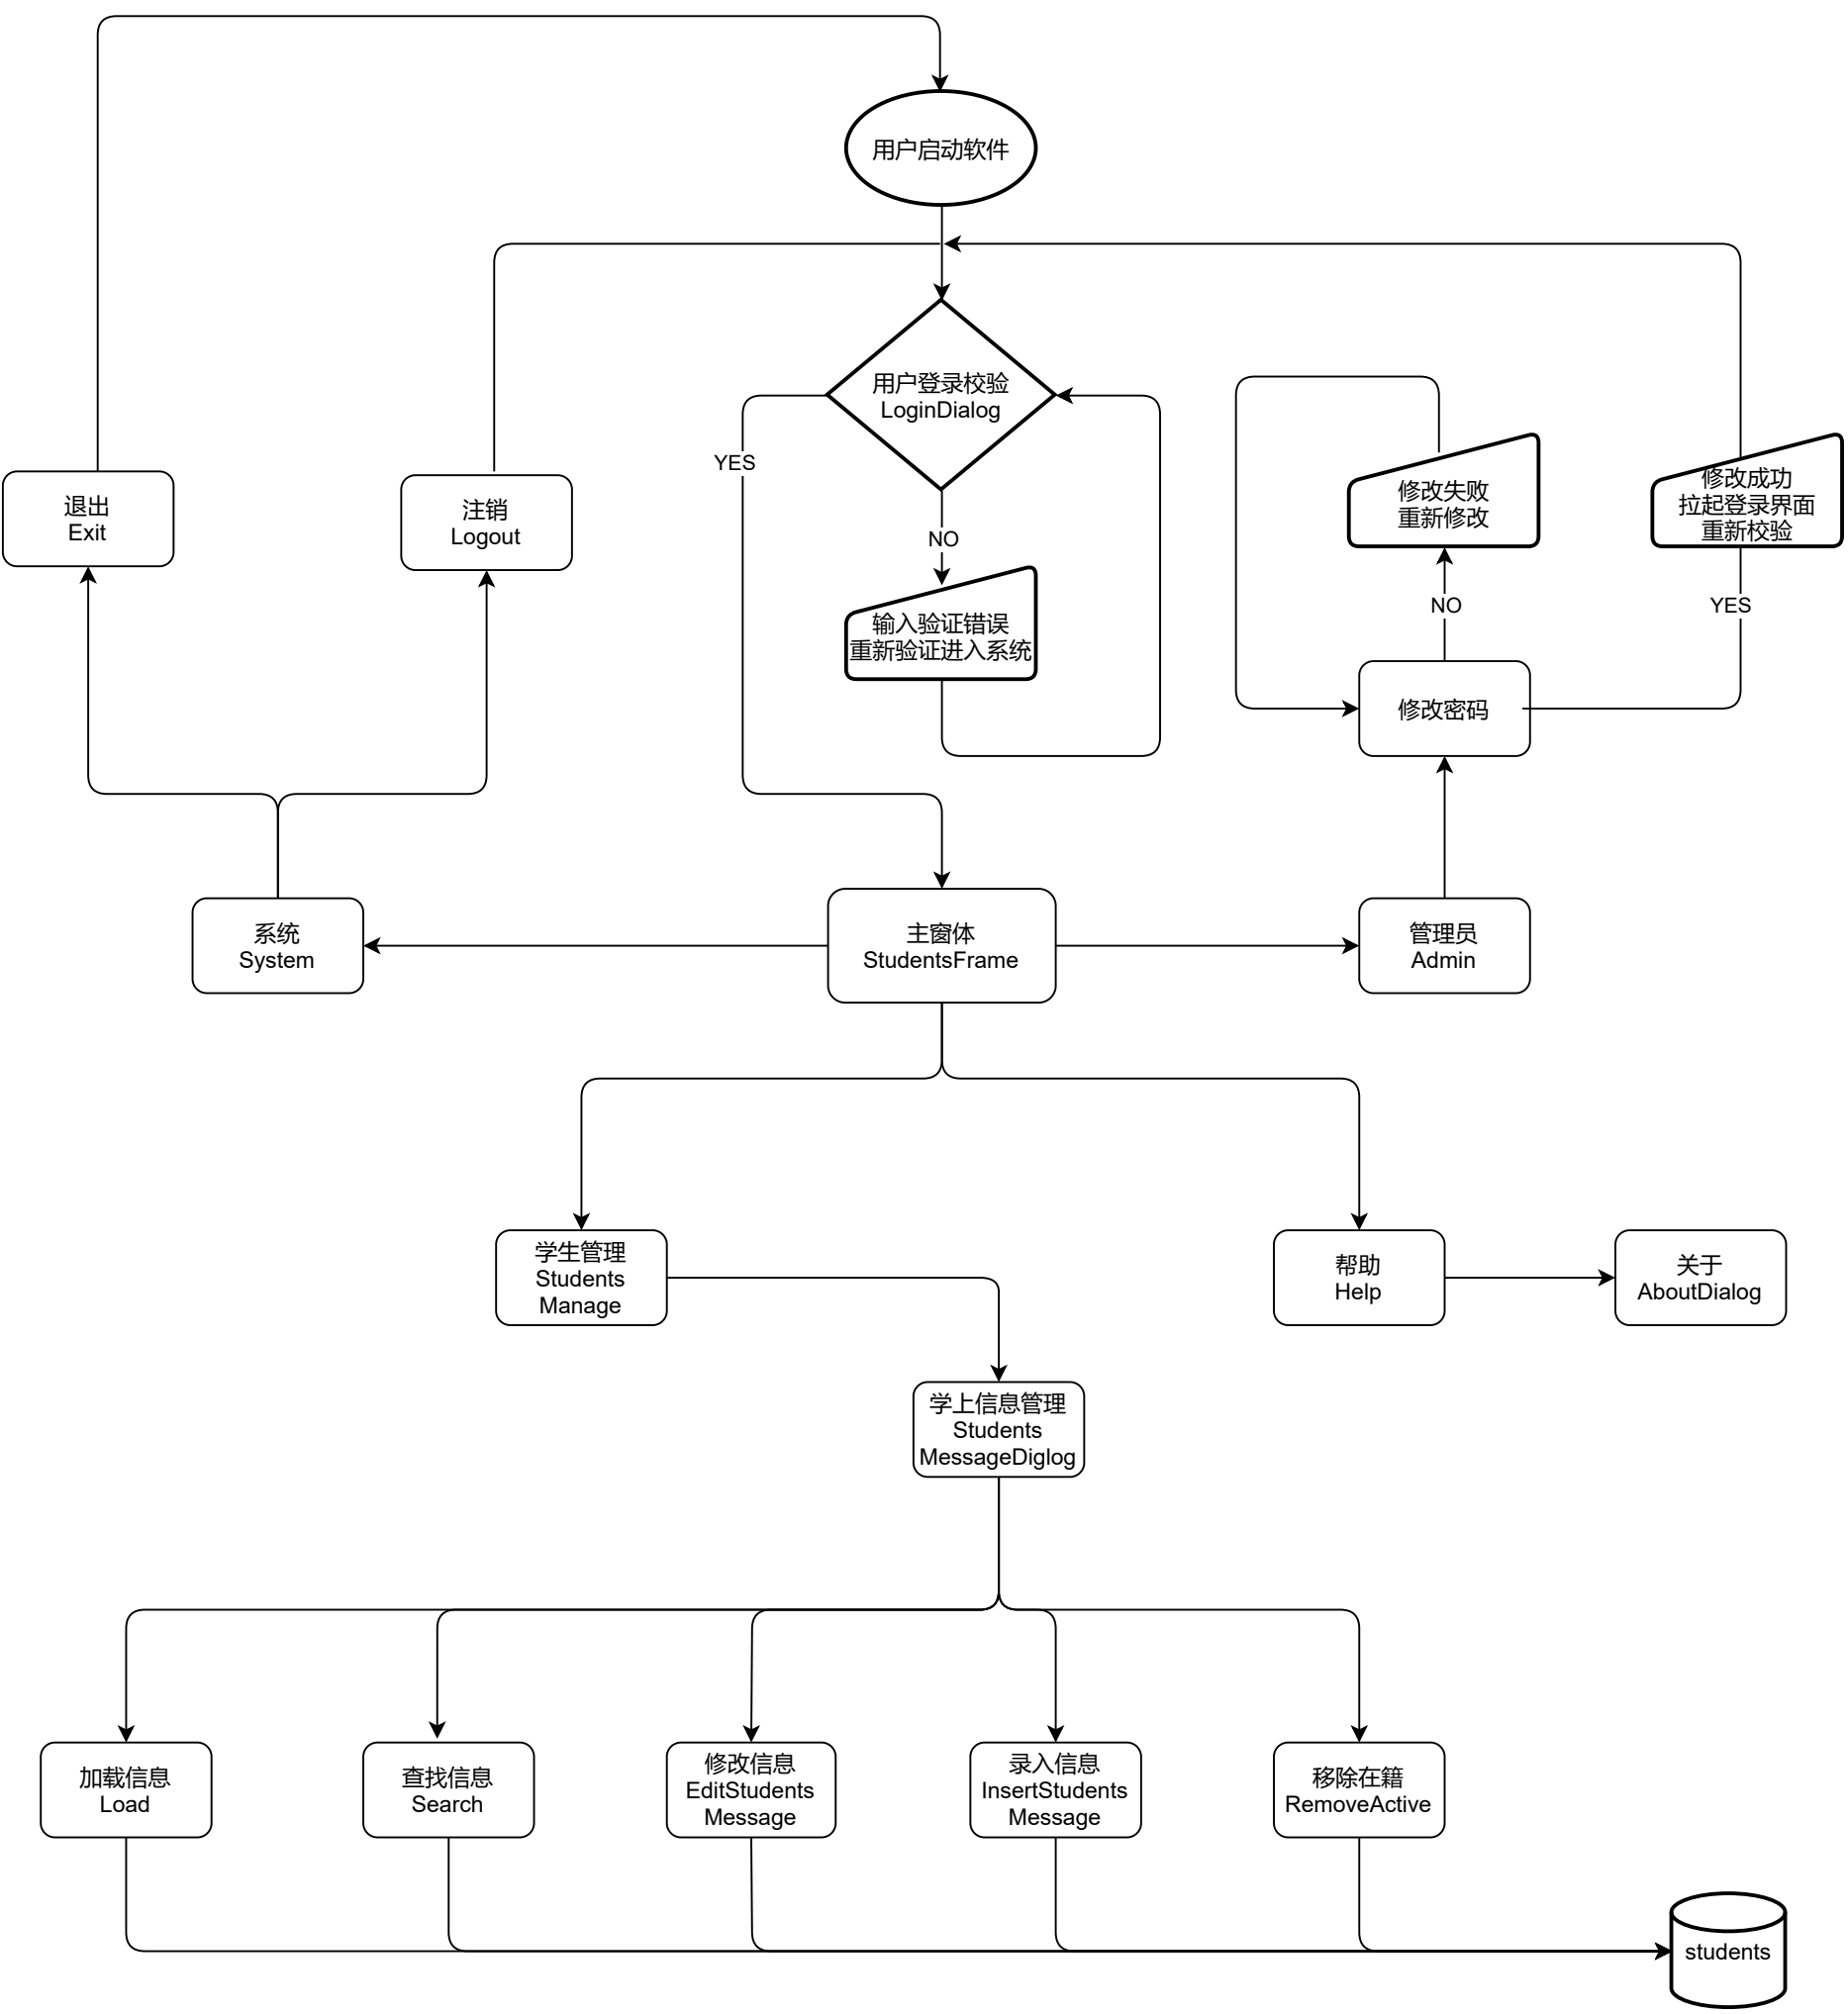 用户启动软件
用户登录校验
LoginDialog
YES
退出
Exit
注销
Logout
修改失败
重新修改
修改成功
拉起登录界面
重新校验
NO
输入验证错误
重新验证进入系统
NO
YES
修改密码
系统
System
主窗体
StudentsFrame
管理员
Admin
学生管理
Students
Manage
帮助
Help
关于
AboutDialog
学上信息管理
Students
MessageDiglog
加载信息
Load
查找信息
Search
修改信息
EditStudents
Message
录入信息
InsertStudents
Message
移除在籍
RemoveActive
students